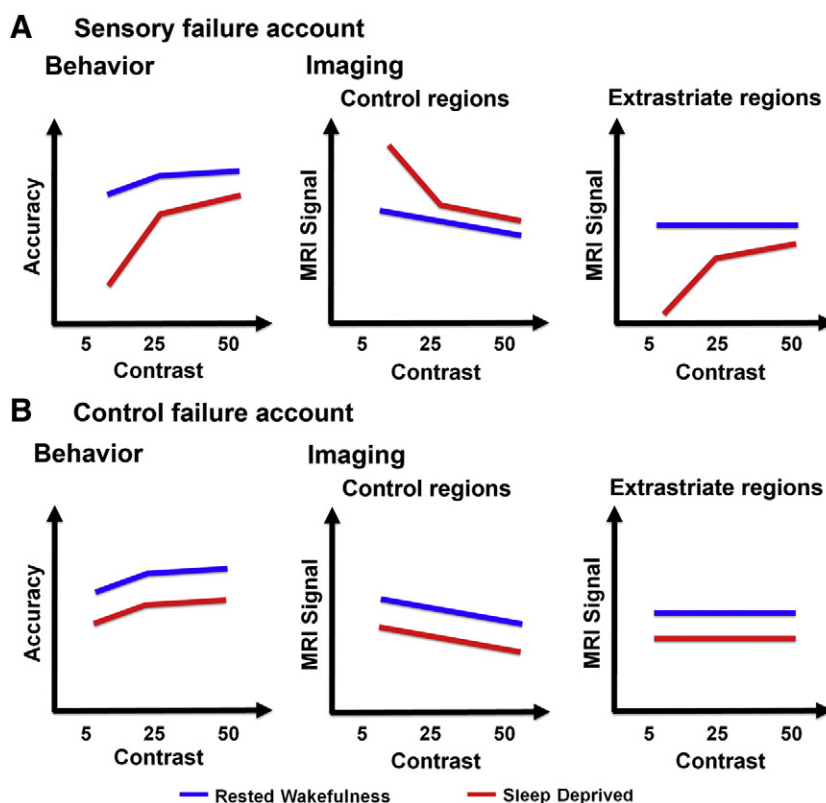 A Sensory failure account
Behavior
Imaging
Control regions
Extrastriate regions
Accuracy
5 25 50
Contrast
MRI Signal
5 25 50
Contrast
MRI Signal
5 25 50
Contrast
B Control failure account
Behavior
Imaging
Control regions
Extrastriate regions
Accuracy
5 25 50
Contrast
MRI Signal
5 25 50
Contrast
MRI Signal
5 25 50
Contrast
Rested Wakefulness
Sleep Deprived